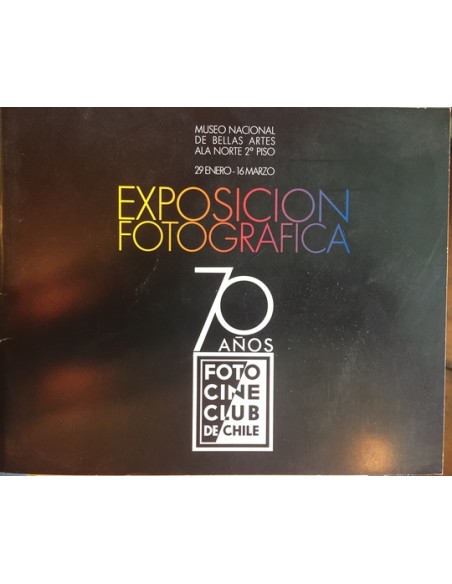 MUSEO NACIONAL
DE BELLAS ARTES
ALA NORTE 2º PISO
29 ENERO - 16 MARZO
EXPOSICION
FOTOGRAFICA
70
AÑOS
FOTO
CINE
CLUB
DE CHILE